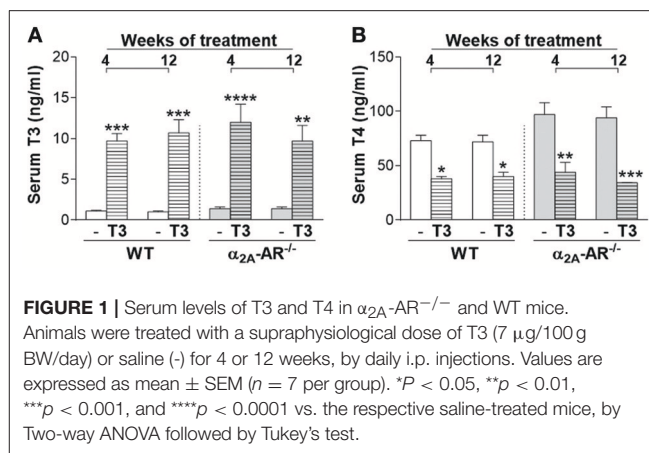 A
Weeks of treatment
4 12 4 12
Serum T3 (ng/ml)
20
15
10
5
0
*** *** **** **
- T3 - T3 - T3 - T3
WT α2A-AR-/-
B
Weeks of treatment
4 12 4 12
Serum T4 (ng/ml)
150
100
50
0
* * ** ***
- T3 - T3 - T3 - T3
WT α2A-AR-/-
FIGURE 1 | Serum levels of T3 and T4 in α2A-AR−/− and WT mice.
Animals were treated with a supraphysiological dose of T3 (7 μg/100 g
BW/day) or saline (-) for 4 or 12 weeks, by daily i.p. injections. Values are
expressed as mean ± SEM (n = 7 per group). *P < 0.05, **p < 0.01,
***p < 0.001, and ****p < 0.0001 vs. the respective saline-treated mice, by
Two-way ANOVA followed by Tukey's test.